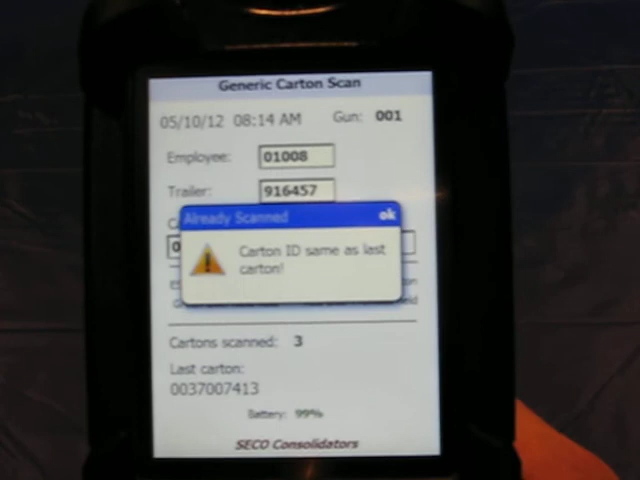 Generic Carton Scan
05/10/12 08:14 AM Gun: 001
Employee: 01008
Trailer: 916457
Already Scanned ok
Carton ID same as last
carton!
Cartons scanned: 3
Last carton:
0037007413
Battery: 99%
SECO Consolidators